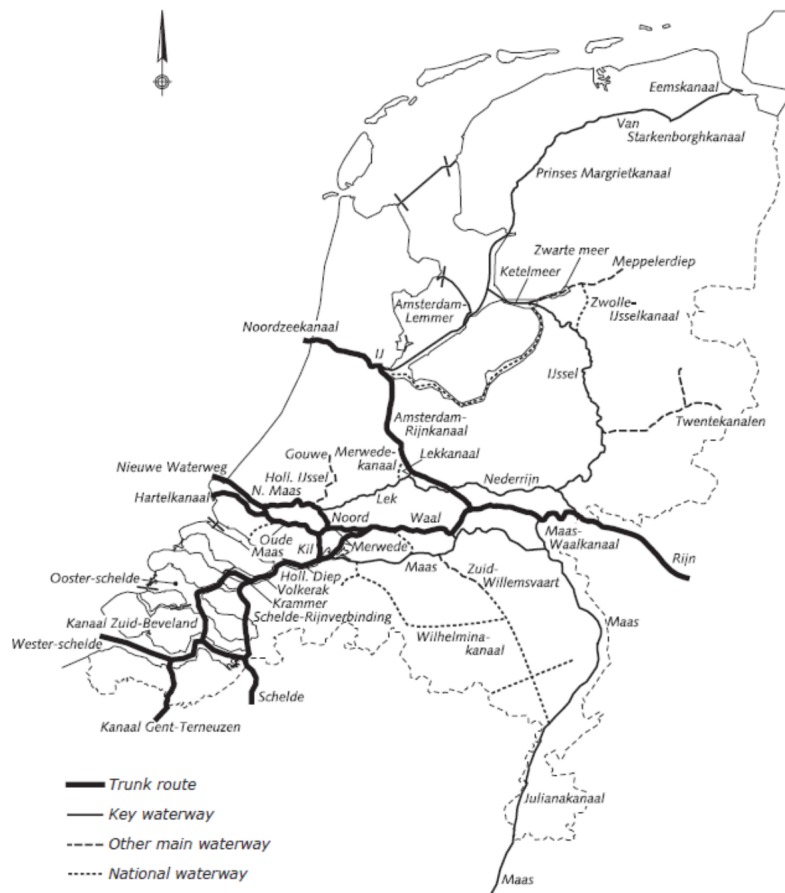 Eemskanaal
Van
Starkenborghkanaal
Prinses Margrietkanaal
Zwarte meer
Ketelmeer
Meppelerdiep
Amsterdam-
Lemmer
Zwolle-
IJsselkanaal
Noordzeekanaal
IJ
IJssel
Amsterdam-
Rijnkanaal
Twentekanalen
Gouwe
Merwede-
kanaal
Lekkanaal
Nieuwe Waterweg
Holl. IJssel
N. Maas
Nederrijn
Hartelkanaal
Lek
Noord
Waal
Oude
Maas
Kil
Merwede
Maas-
Waalkanaal
Rijn
Maas
Zuid-
Willemsvaart
Holl. Diep
Volkerak
Krammer
Ooster-schelde
Schelde-Rijnverbinding
Kanaal Zuid-Beveland
Maas
Wester-schelde
Wilhelmina-
kanaal
Schelde
Kanaal Gent-Terneuzen
Trunk route
Julianakanaal
Key waterway
Other main waterway
National waterway
Maas